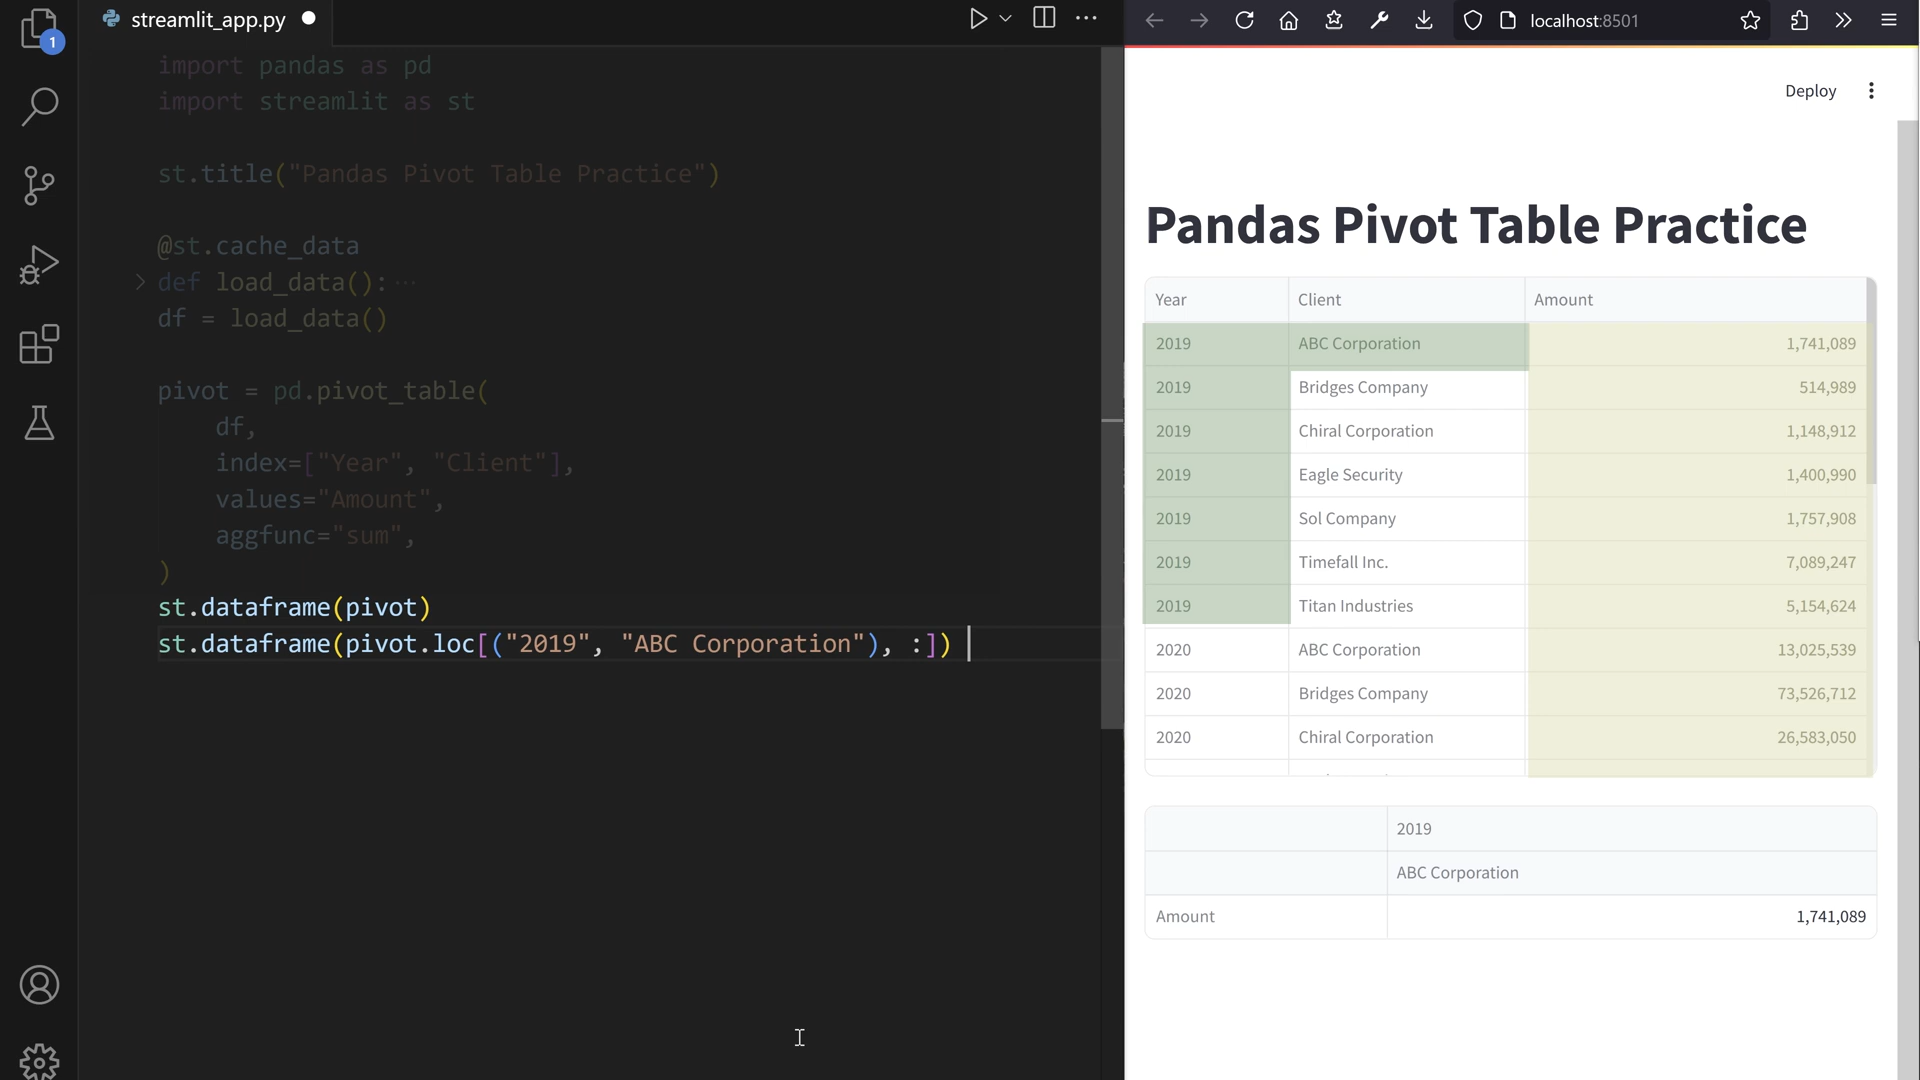 1
streamlit_app.py
import pandas as pd
import streamlit as st
st.title("Pandas Pivot Table Practice")
@st.cache_data
def load_data():···
df = load_data()
pivot = pd.pivot_table(
df,
index=["Year", "Client"],
values="Amount",
aggfunc="sum",
)
st.dataframe(pivot)
st.dataframe(pivot.loc[("2019", "ABC Corporation"), :])
localhost:8501
Deploy
Pandas Pivot Table Practice
Year Client Amount
2019 ABC Corporation 1,741,089
2019 Bridges Company 514,989
2019 Chiral Corporation 1,148,912
2019 Eagle Security 1,400,990
2019 Sol Company 1,757,908
2019 Timefall Inc. 7,089,247
2019 Titan Industries 5,154,624
2020 ABC Corporation 13,025,539
2020 Bridges Company 73,526,712
2020 Chiral Corporation 26,583,050
2019
ABC Corporation
Amount 1,741,089